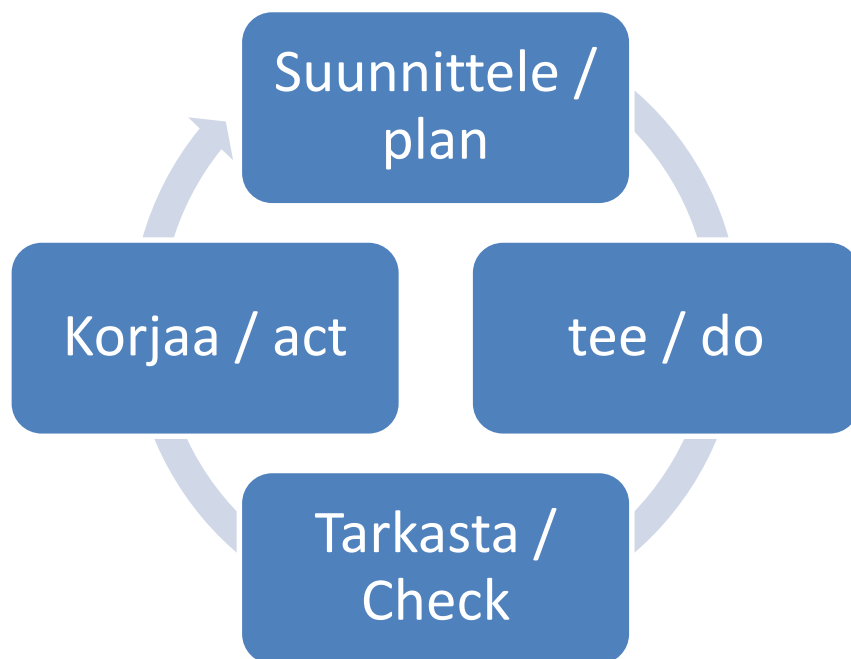 Suunnittele /
plan
tee / do
Tarkasta /
Check
Korjaa / act